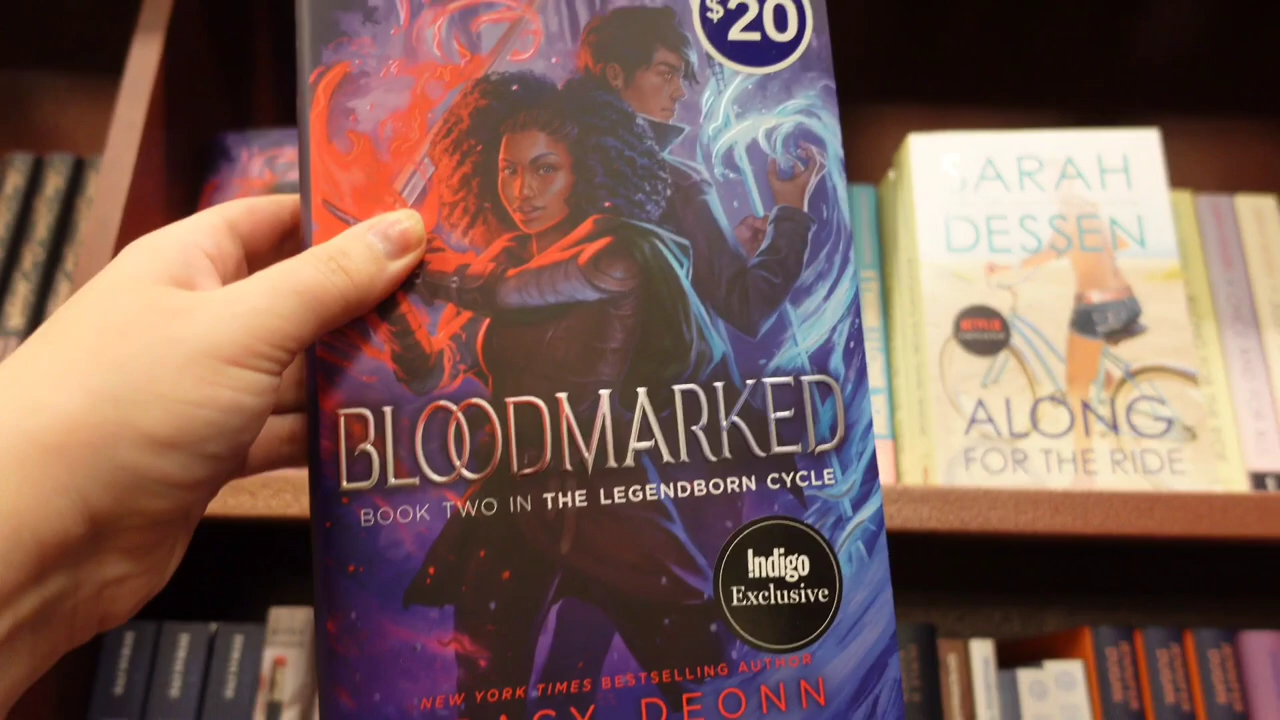 $20
BLOODMARKED
BOOK TWO IN THE LEGENDBORN CYCLE
Indigo
Exclusive
NEW YORK TIMES BESTSELLING AUTHOR
DEONN
SARAH
DESSEN
NETFLIX
ALONG
FOR THE RIDE